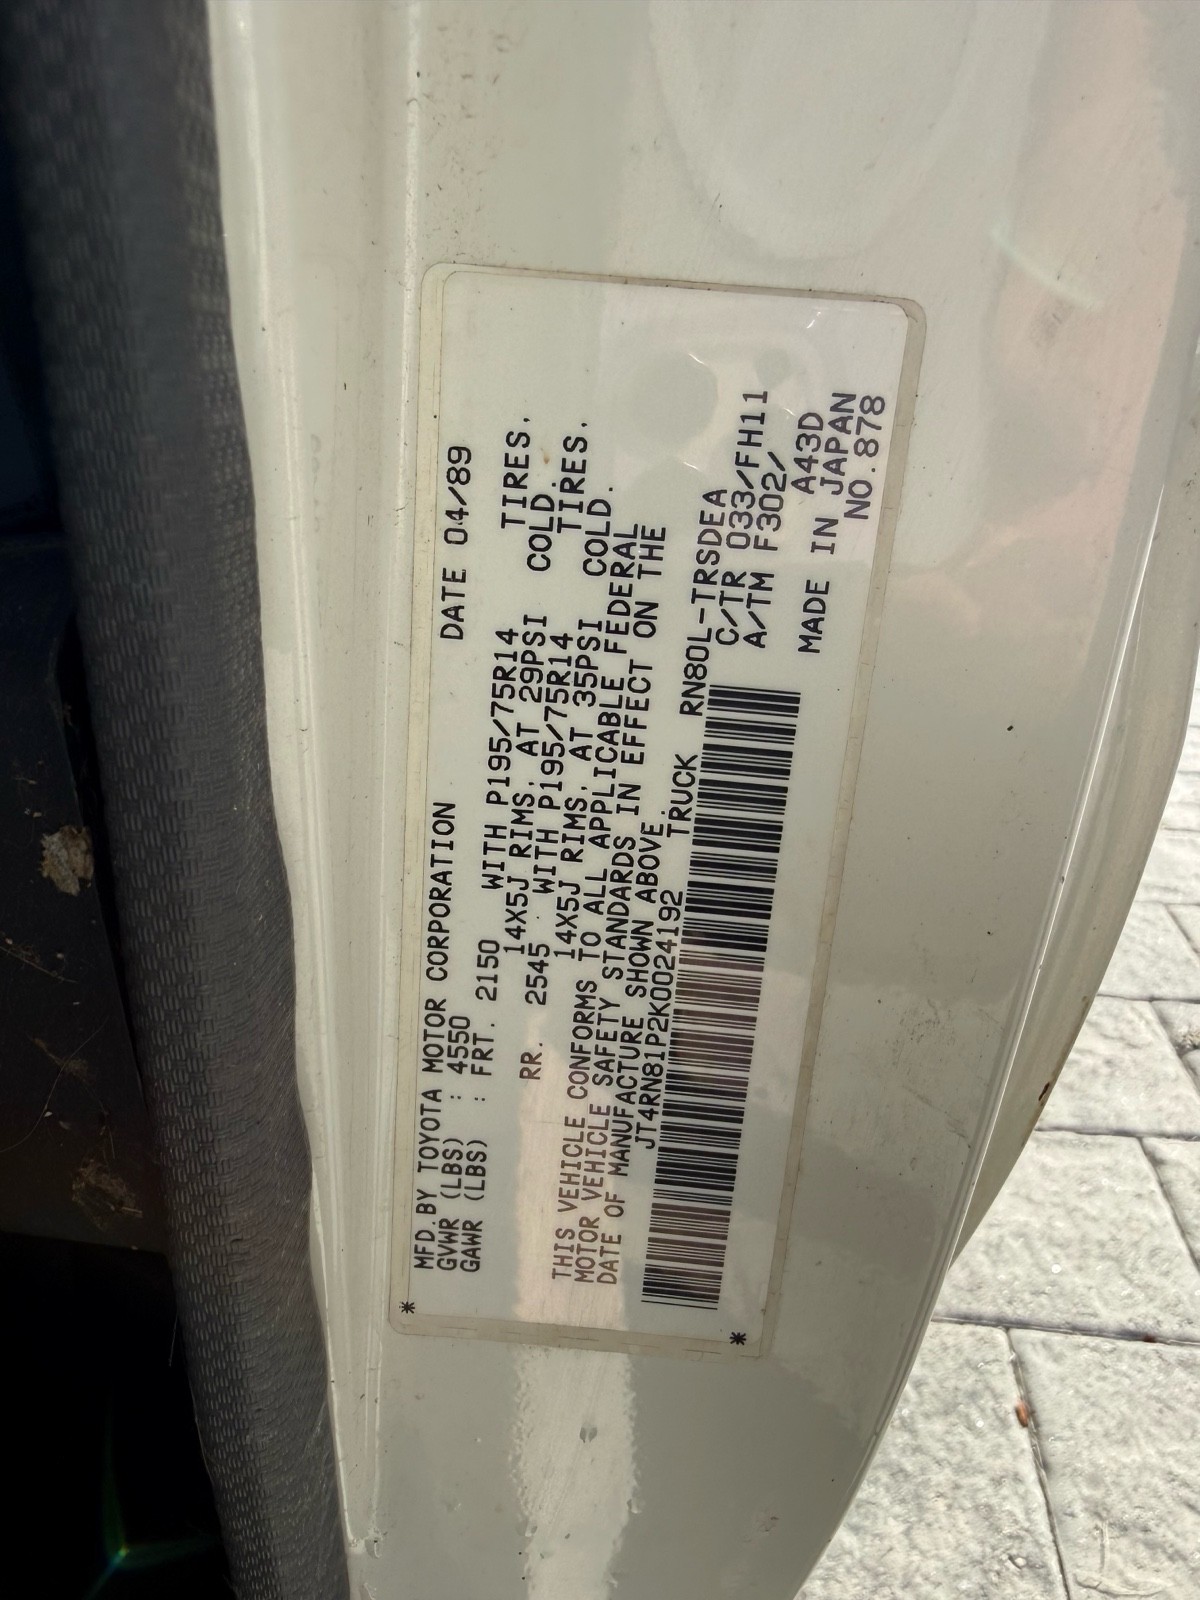 *
MFD.BY TOYOTA MOTOR CORPORATION DATE 04/89
GVWR (LBS) : 4550
GAWR (LBS) : FRT. 2150 WITH P195/75R14 TIRES.
14X5J RIMS, AT 29PSI COLD.
RR. 2545 WITH P195/75R14 TIRES.
14X5J RIMS, AT 35PSI COLD.
THIS VEHICLE CONFORMS TO ALL APPLICABLE FEDERAL
MOTOR VEHICLE SAFETY STANDARDS IN EFFECT ON THE
DATE OF MANUFACTURE SHOWN ABOVE.
JT4RN81P2K0024192 TRUCK RN80L-TRSDEA
C/TR 033/FH11
A/TM F302/ A43D
MADE IN JAPAN
NO.878
*